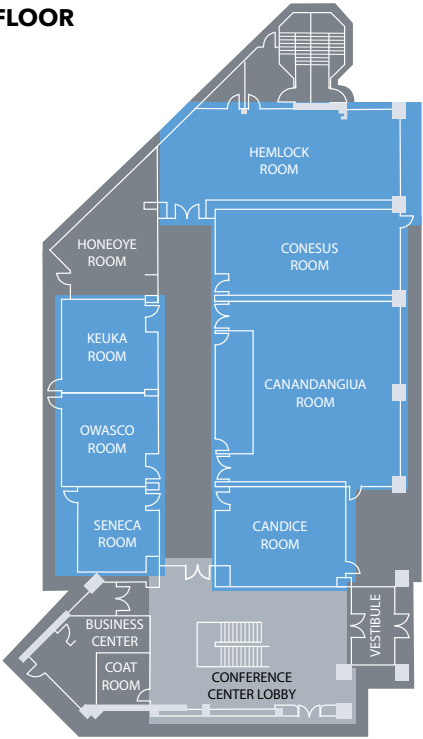 FLOOR
HEMLOCK
ROOM
HONEOYE
ROOM
CONESUS
ROOM
KEUKA
ROOM
CANANDANGIUA
ROOM
OWASCO
ROOM
SENECA
ROOM
CANDICE
ROOM
BUSINESS
CENTER
VESTIBULE
COAT
ROOM
CONFERENCE
CENTER LOBBY